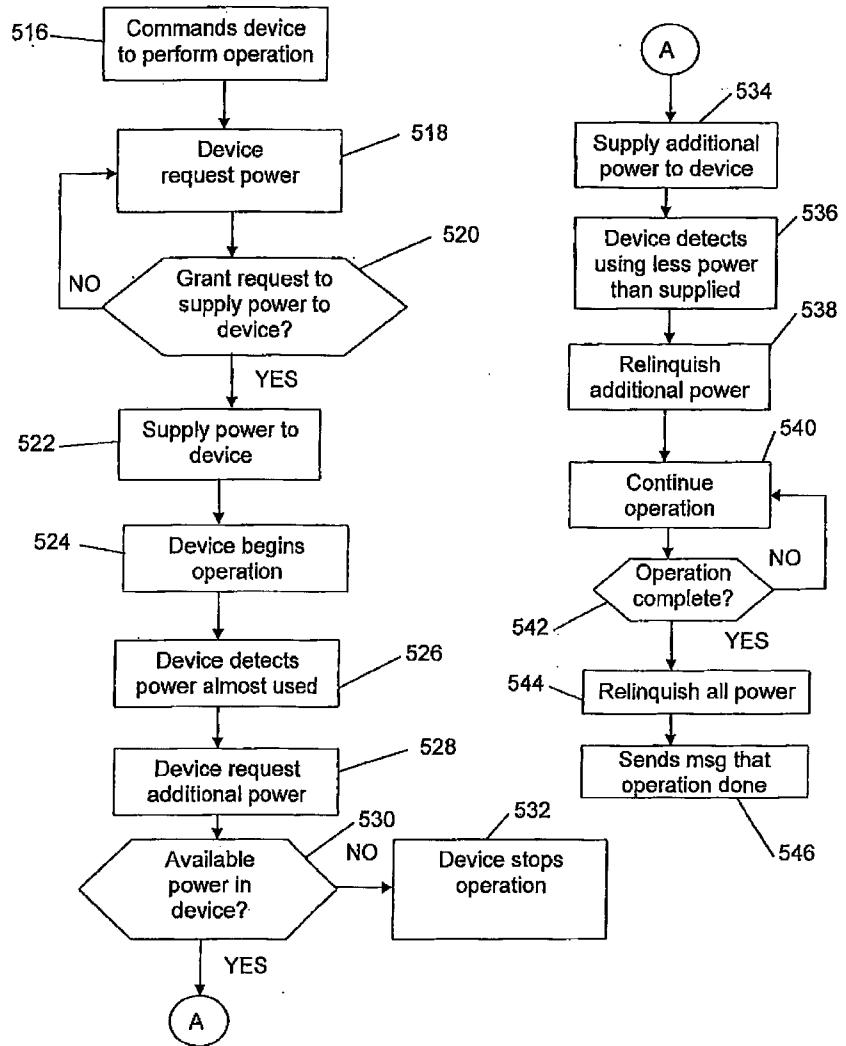 516
Commands device
to perform operation
518
Device
request power
520
NO
Grant request to
supply power to
device?
YES
522
Supply power to
device
524
Device begins
operation
526
Device detects
power almost used
528
Device request
additional power
530
Available
power in
device?
NO
532
Device stops
operation
YES
A
A
534
Supply additional
power to device
536
Device detects
using less power
than supplied
538
Relinquish
additional power
540
Continue
operation
NO
Operation
complete?
542
YES
544
Relinquish all power
Sends msg that
operation done
546